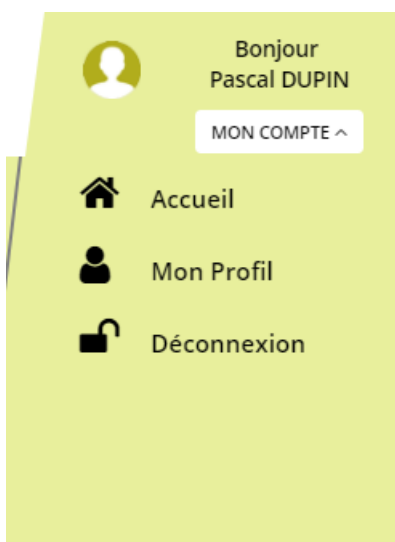 Bonjour
Pascal DUPIN
MON COMPTE
Accueil
Mon Profil
Déconnexion